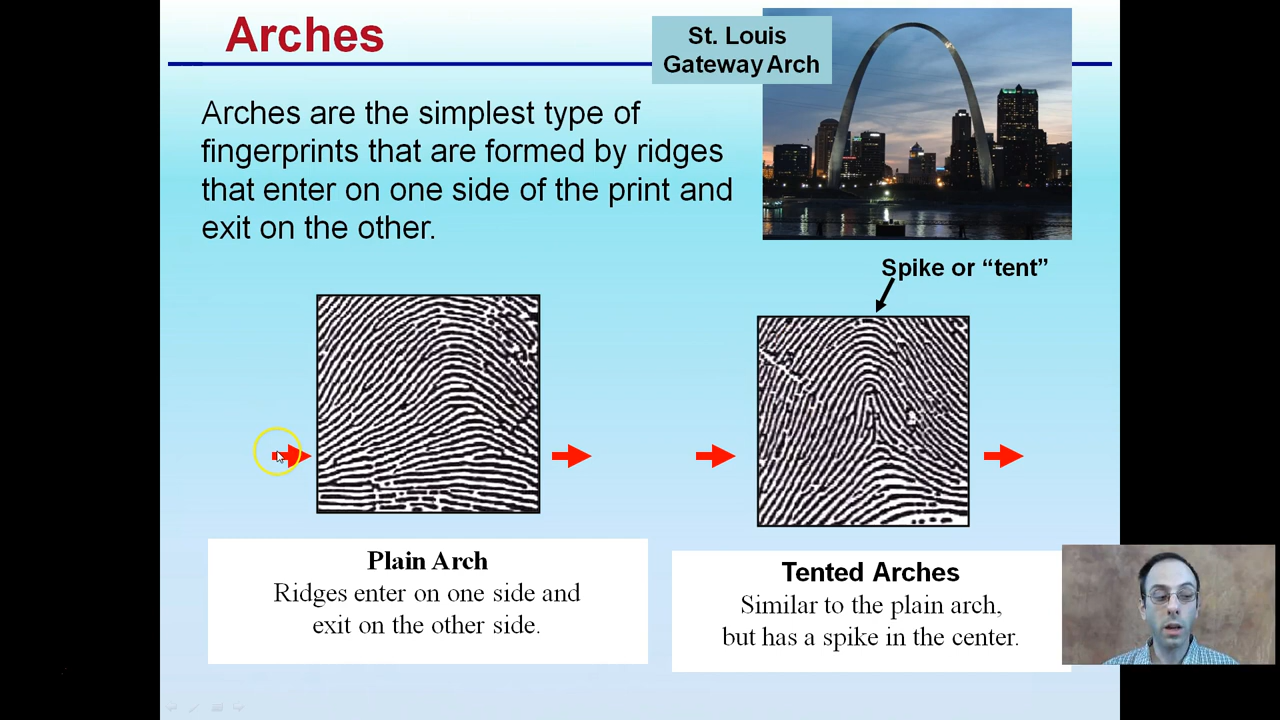 Arches
St. Louis
Gateway Arch
Arches are the simplest type of
fingerprints that are formed by ridges
that enter on one side of the print and
exit on the other.
Spike or “tent”
Plain Arch
Ridges enter on one side and
exit on the other side.
Tented Arches
Similar to the plain arch,
but has a spike in the center.